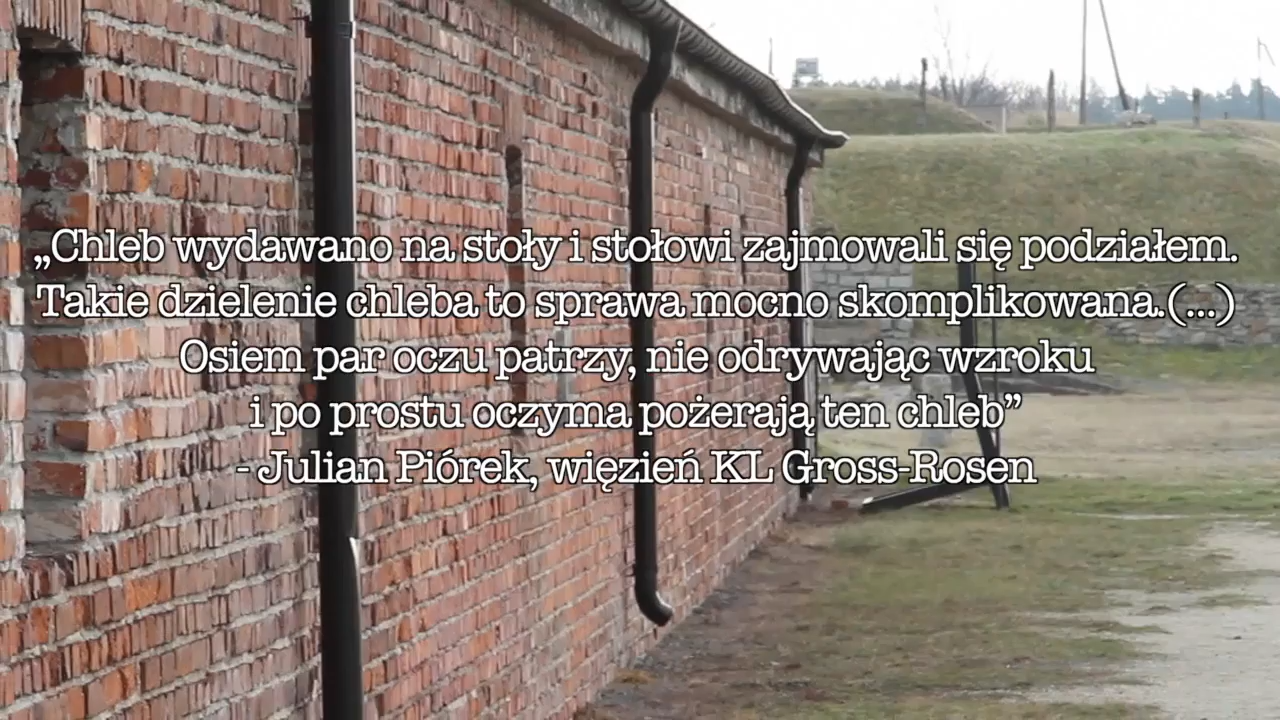 „Chleb wydawano na stoły i stołowi zajmowali się podziałem.
Takie dzielenie chleba to sprawa mocno skomplikowana.(...)
Osiem par oczu patrzy, nie odrywając wzroku
i po prostu oczyma pożerają ten chleb”
- Julian Piórek, więzień KL Gross-Rosen